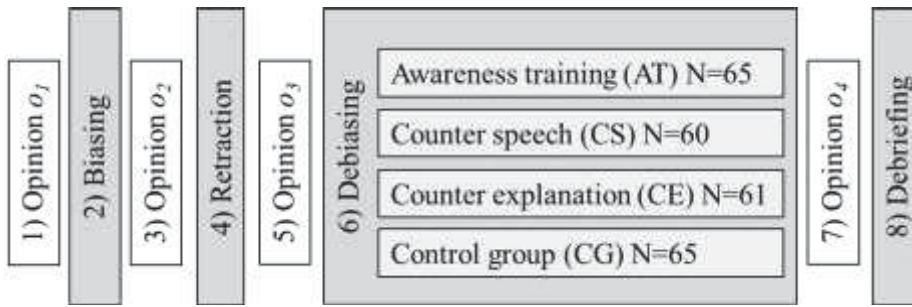 1) Opinion o1
2) Biasing
3) Opinion o2
4) Retraction
5) Opinion o3
6) Debiasing
Awareness training (AT) N=65
Counter speech (CS) N=60
Counter explanation (CE) N=61
Control group (CG) N=65
7) Opinion o4
8) Debriefing